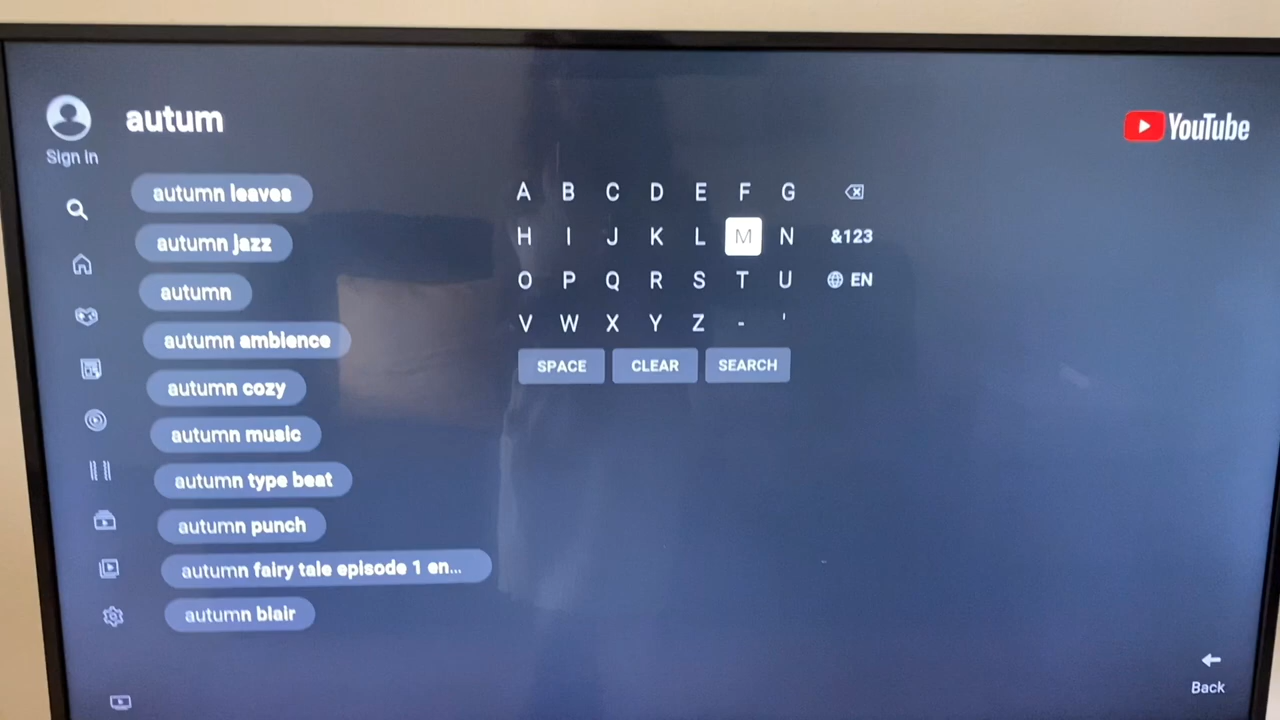 autum
YouTube
Sign in
autumn leaves
autumn jazz
autumn
autumn ambience
autumn cozy
autumn music
autumn type beat
autumn punch
autumn fairy tale episode 1 en...
autumn blair
A B C D E F G
H I J K L M N &123
O P Q R S T U EN
V W X Y Z - '
SPACE CLEAR SEARCH
Back